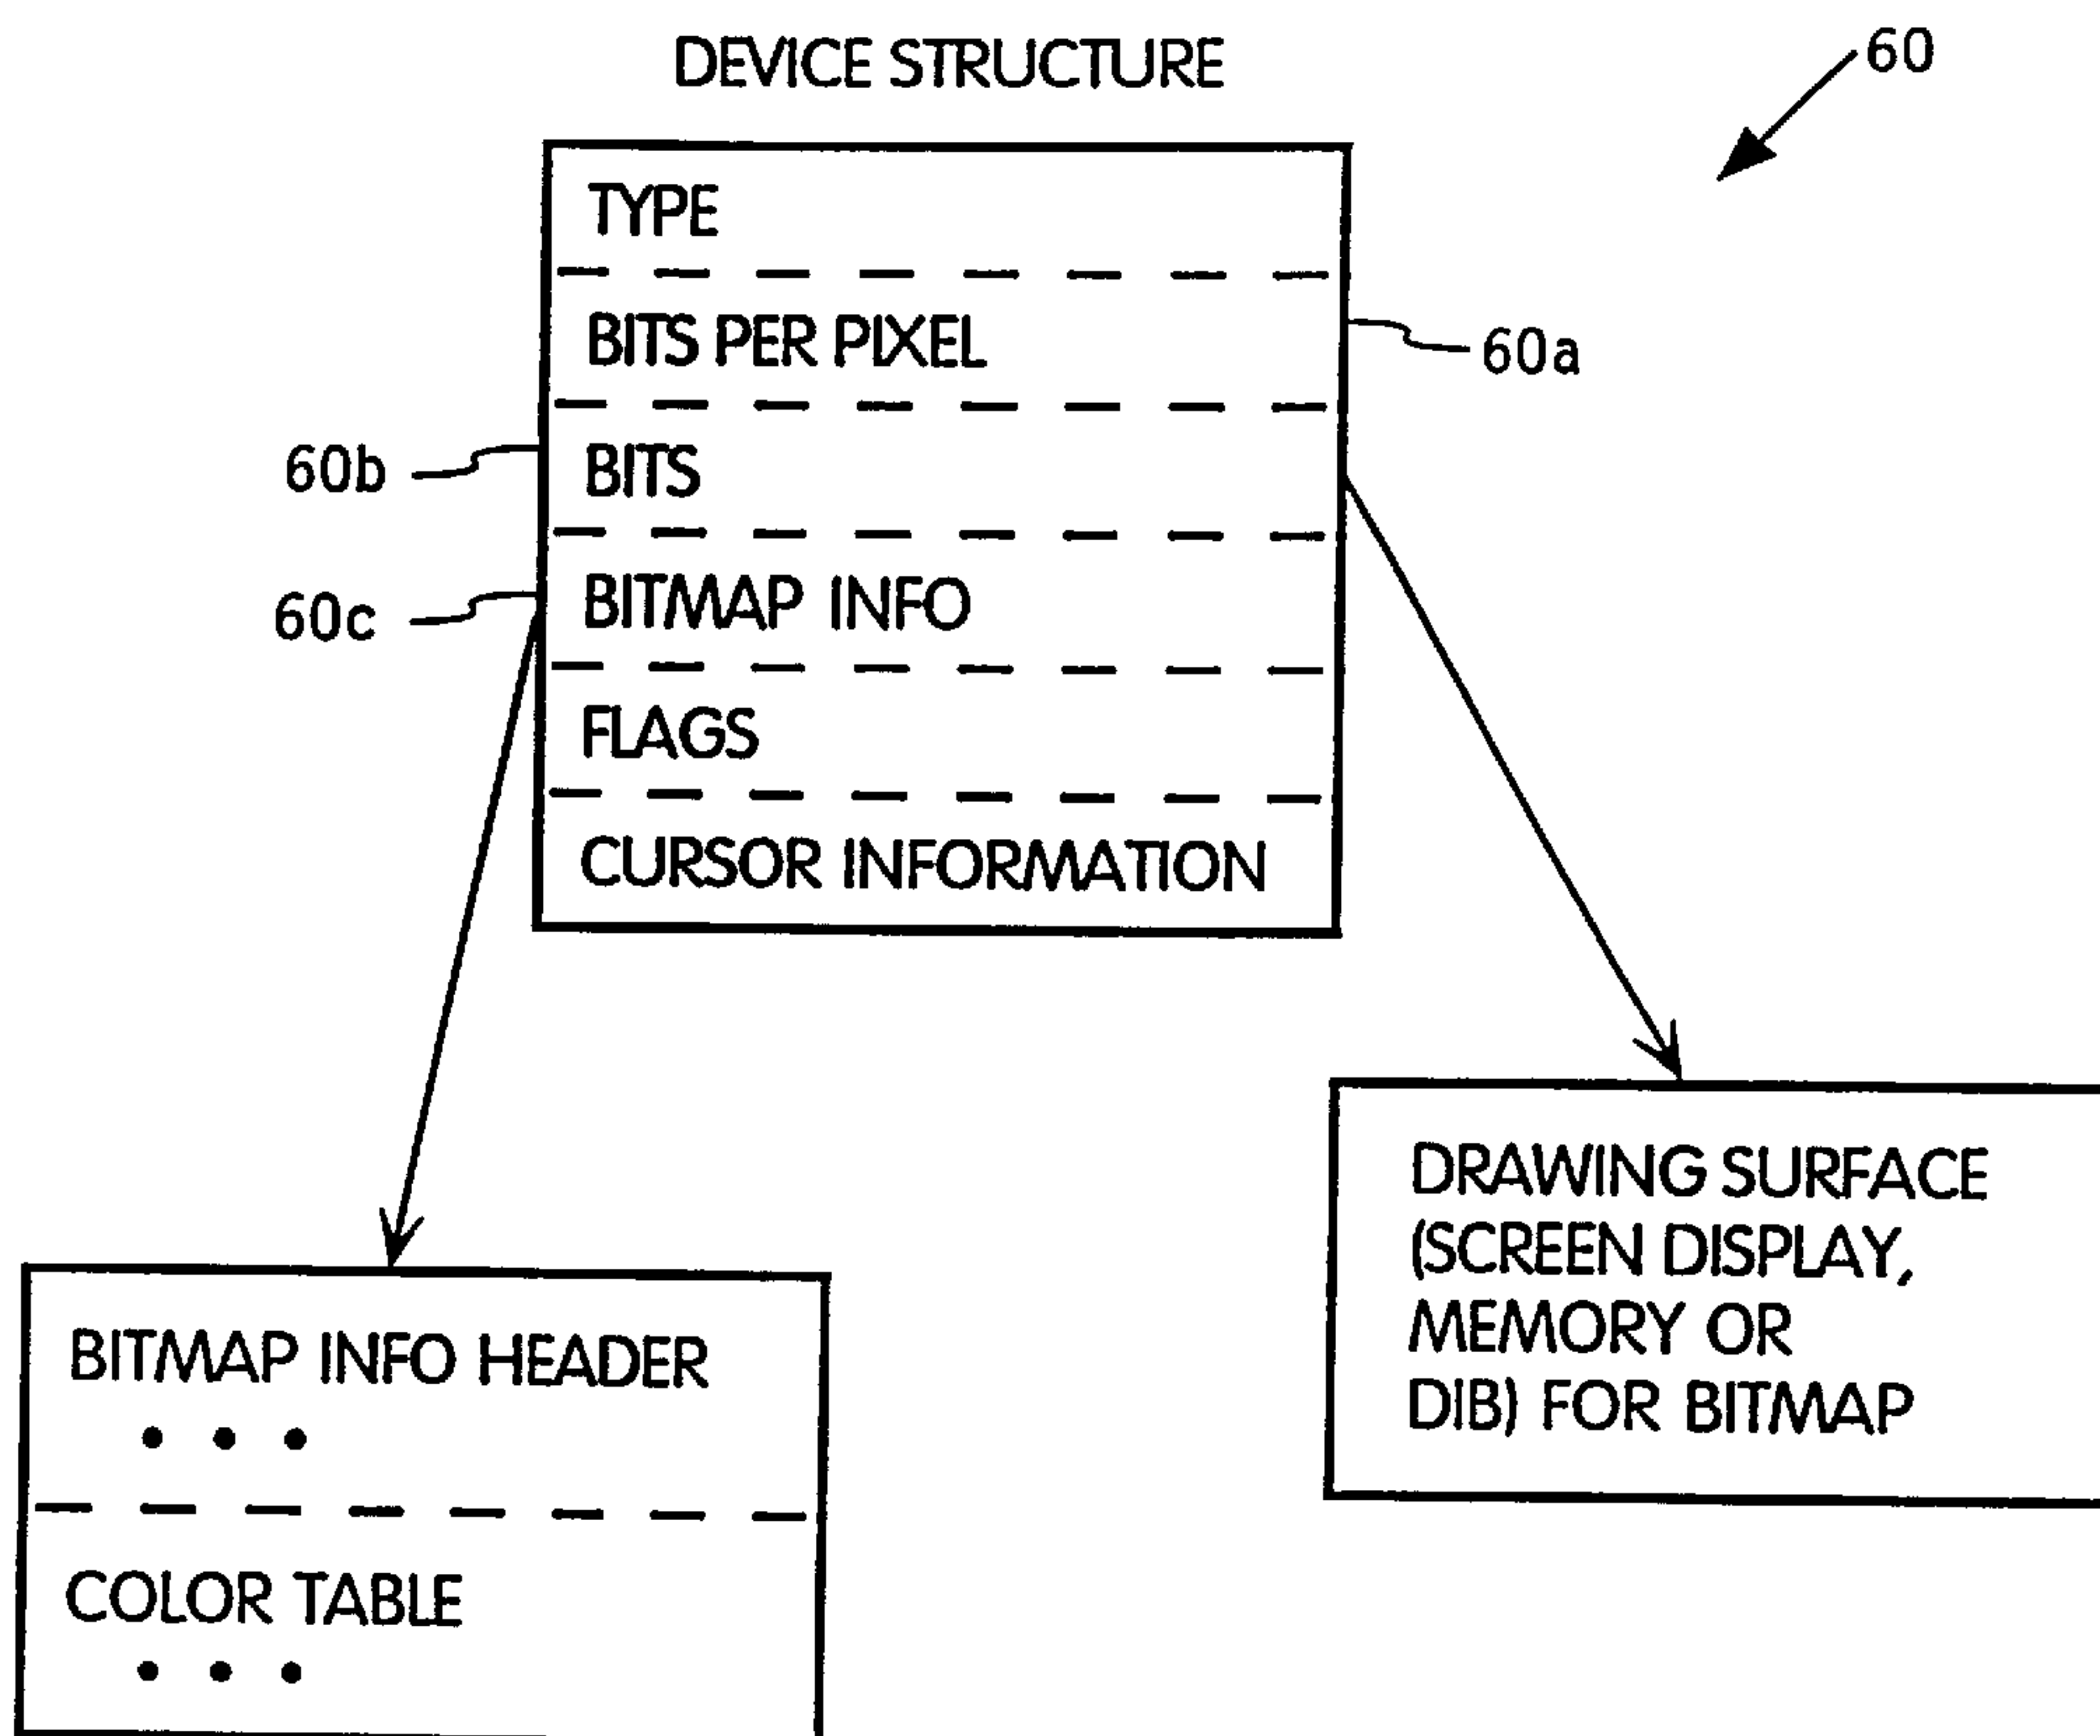 DEVICE STRUCTURE
60
TYPE
BITS PER PIXEL
60a
60b
BITS
60c
BITMAP INFO
FLAGS
CURSOR INFORMATION
DRAWING SURFACE
(SCREEN DISPLAY,
MEMORY OR
DIB) FOR BITMAP
BITMAP INFO HEADER
• • •
COLOR TABLE
• • •